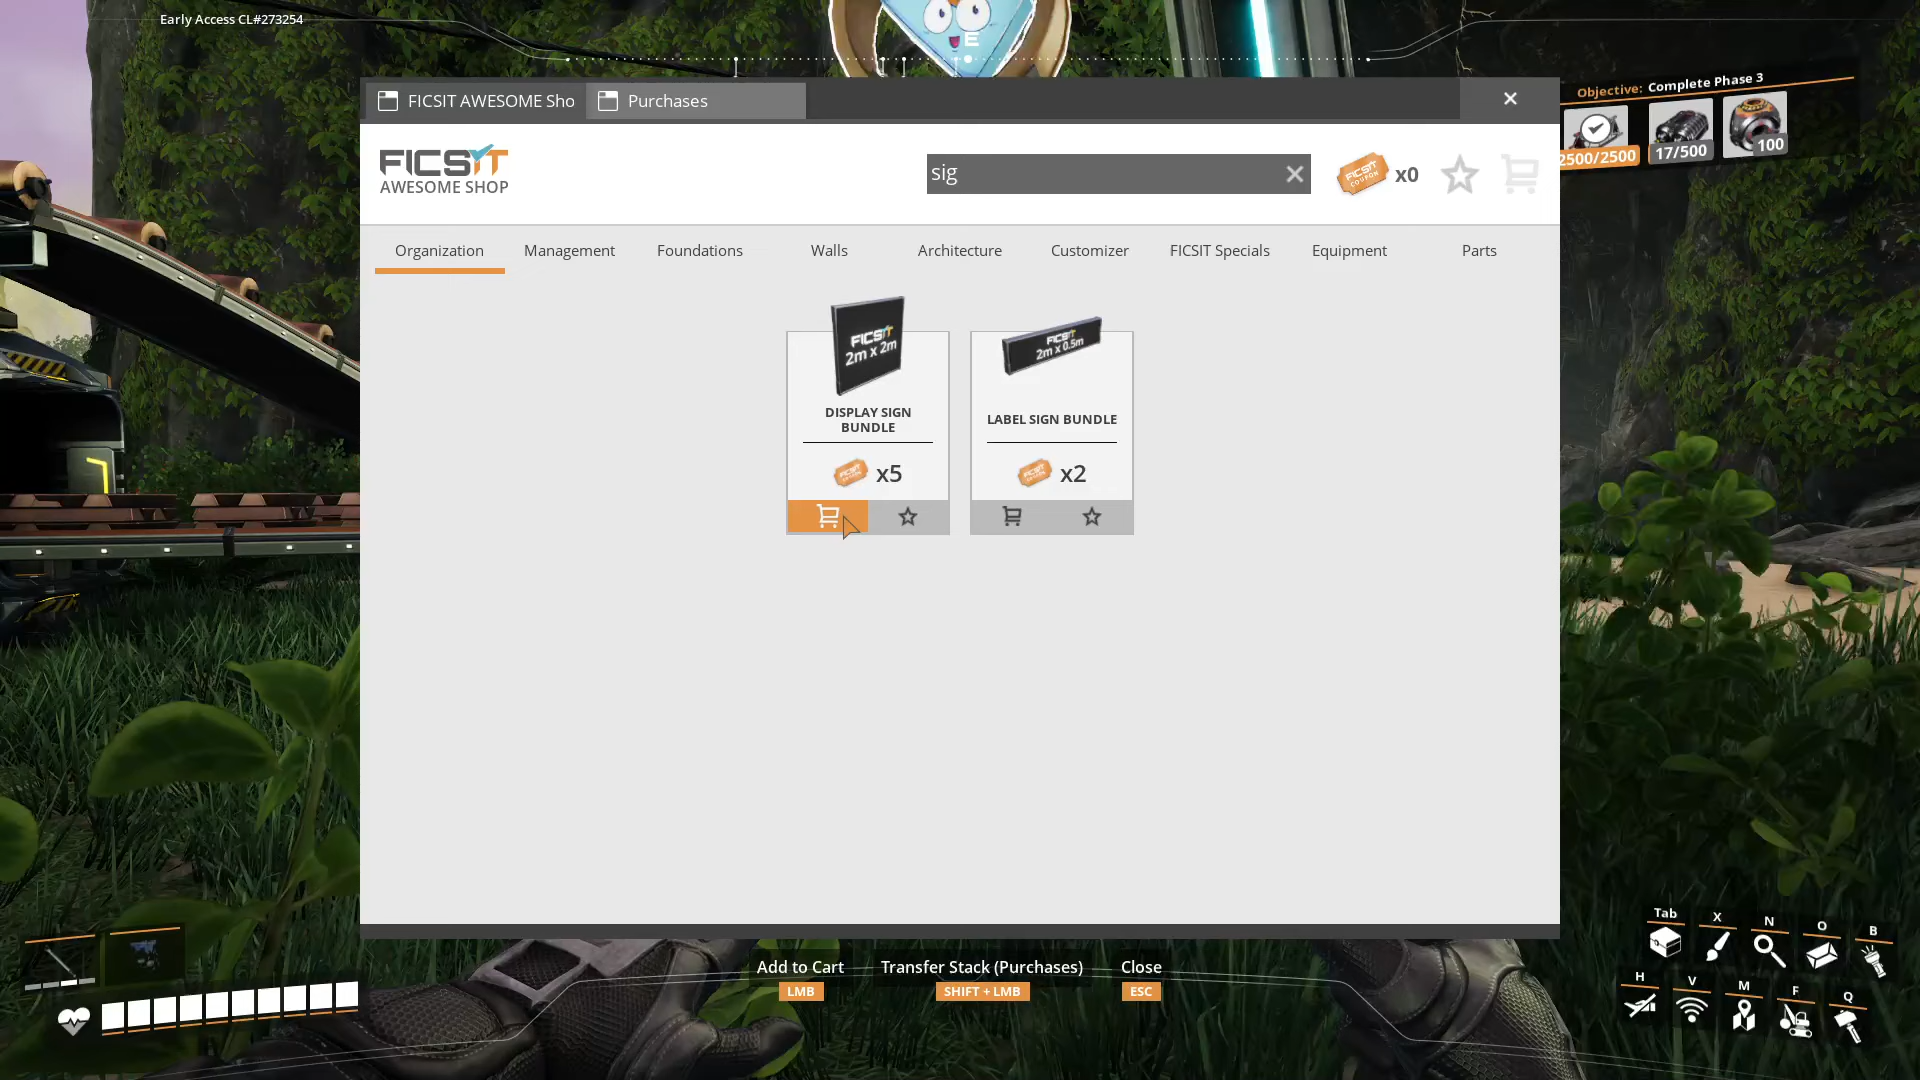 Early Access CL#273254
E
Objective: Complete Phase 3
2500/2500
17/500
100
FICSIT AWESOME Sho
Purchases
FICSIT
AWESOME SHOP
sig
FICSIT
COUPON
x0
Organization
Management
Foundations
Walls
Architecture
Customizer
FICSIT Specials
Equipment
Parts
FICSIT
2m x 2m
DISPLAY SIGN
BUNDLE
x5
FICSIT
2m x 0.5m
LABEL SIGN BUNDLE
x2
Add to Cart
LMB
Transfer Stack (Purchases)
SHIFT + LMB
Close
ESC
Tab
X
N
O
B
H
V
M
F
Q